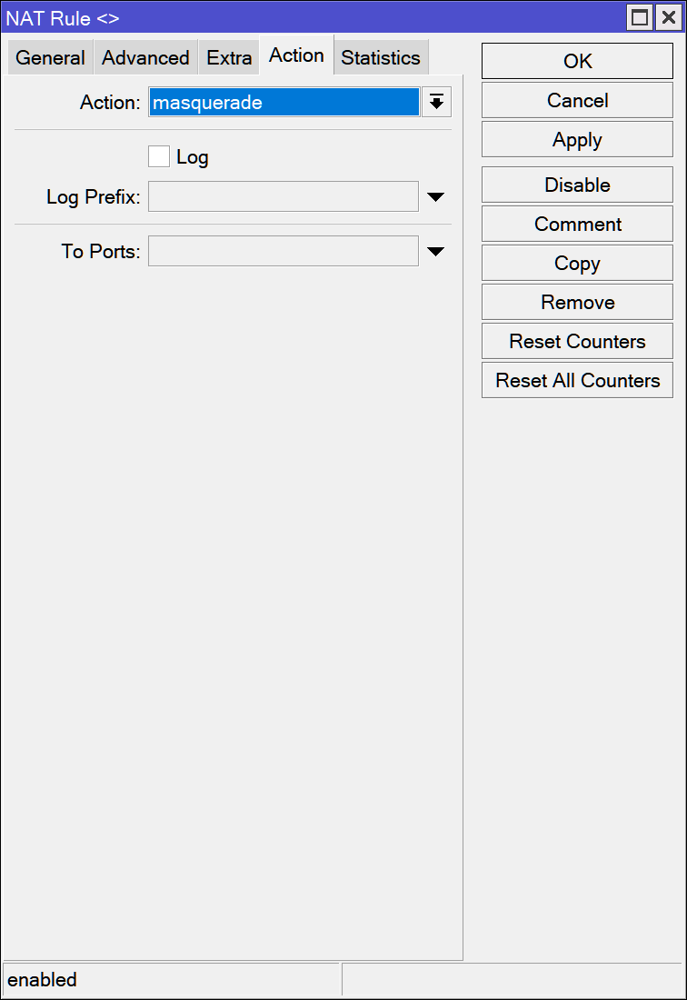 NAT Rule <>
General Advanced Extra Action Statistics
Action: masquerade
Log
Log Prefix:
To Ports:
OK
Cancel
Apply
Disable
Comment
Copy
Remove
Reset Counters
Reset All Counters
enabled